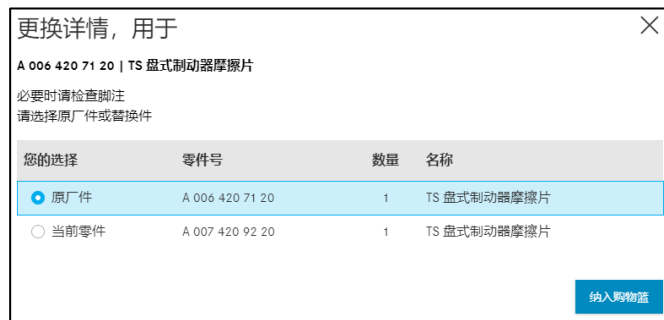 更换详情，用于
A 006 420 71 20 | TS 盘式制动器摩擦片
必要时请检查脚注
请选择原厂件或替换件
您的选择 零件号 数量 名称
原厂件 A 006 420 71 20 1 TS 盘式制动器摩擦片
当前零件 A 007 420 92 20 1 TS 盘式制动器摩擦片
纳入购物篮